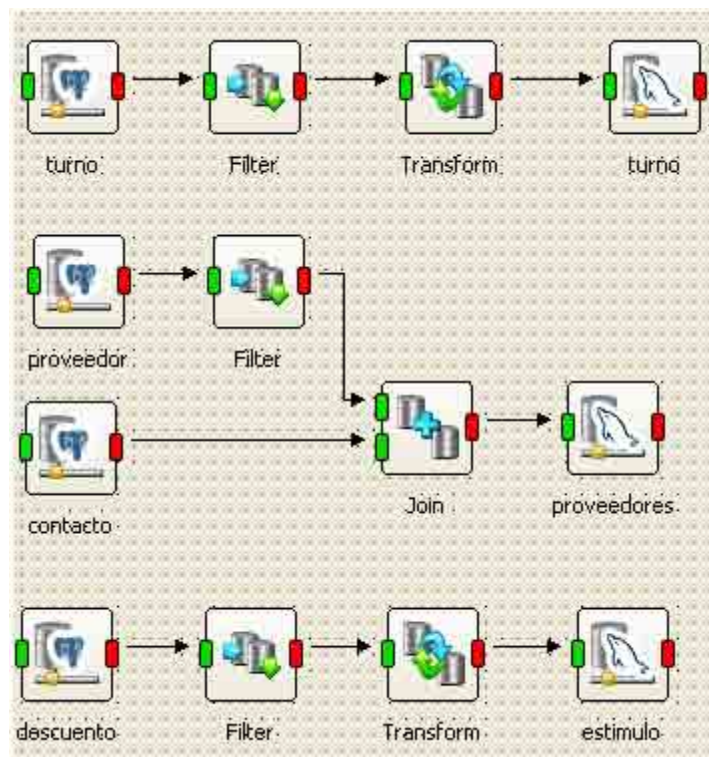 turno Filter Transform turno
proveedor Filter
contacto Join proveedores
descuento Filter Transform estimulo